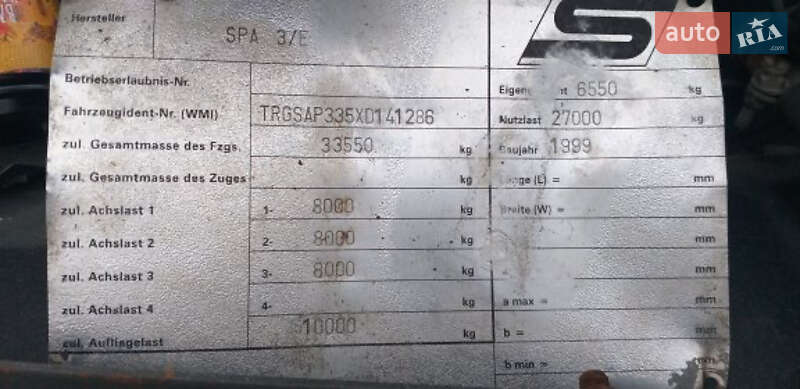 Hersteller
SPA 3/E
auto RIA .com
Betriebserlaubnis-Nr.
Fahrzeugident-Nr. (WMI) TRGSAP335XD141286
zul. Gesamtmasse des Fzgs. 33550 kg
zul. Gesamtmasse des Zuges kg
zul. Achslast 1 1- 8000 kg
zul. Achslast 2 2- 8000 kg
zul. Achslast 3 3- 8000 kg
zul. Achslast 4 4- kg
zul. Aufliegelast 10000 kg
6550 kg
Nutzlast 27000 kg
Baujahr 1999
Länge (L) = mm
Breite (W) = mm
mm
mm
a max = mm
b = mm
b min = mm